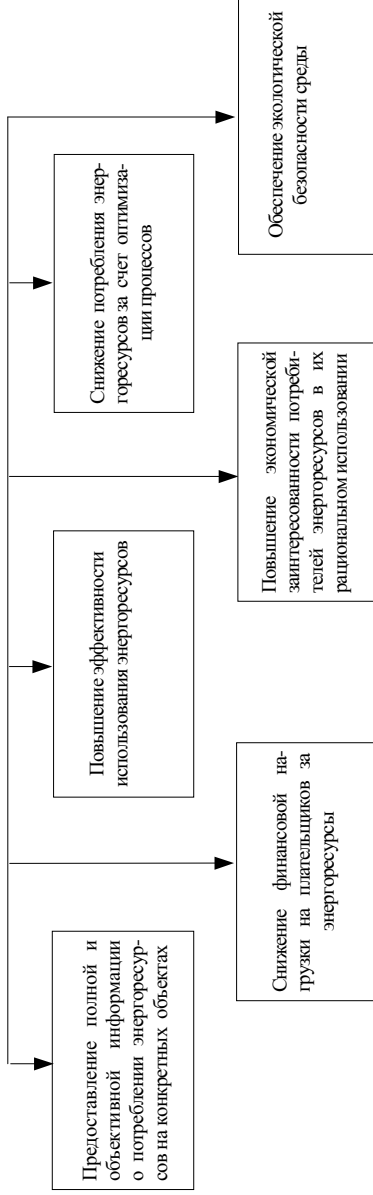 Предоставление полной и
объективной информации
о потреблении энергоресур-
сов на конкретных объектах
Повышение эффективности
использования энергоресурсов
Снижение потребления энер-
горесурсов за счет оптимиза-
ции процессов
Снижение финансовой на-
грузки на плательщиков за
энергоресурсы
Повышение экономической
заинтересованности потреби-
телей энергоресурсов в их
рациональном использовании
Обеспечение экологической
безопасности среды